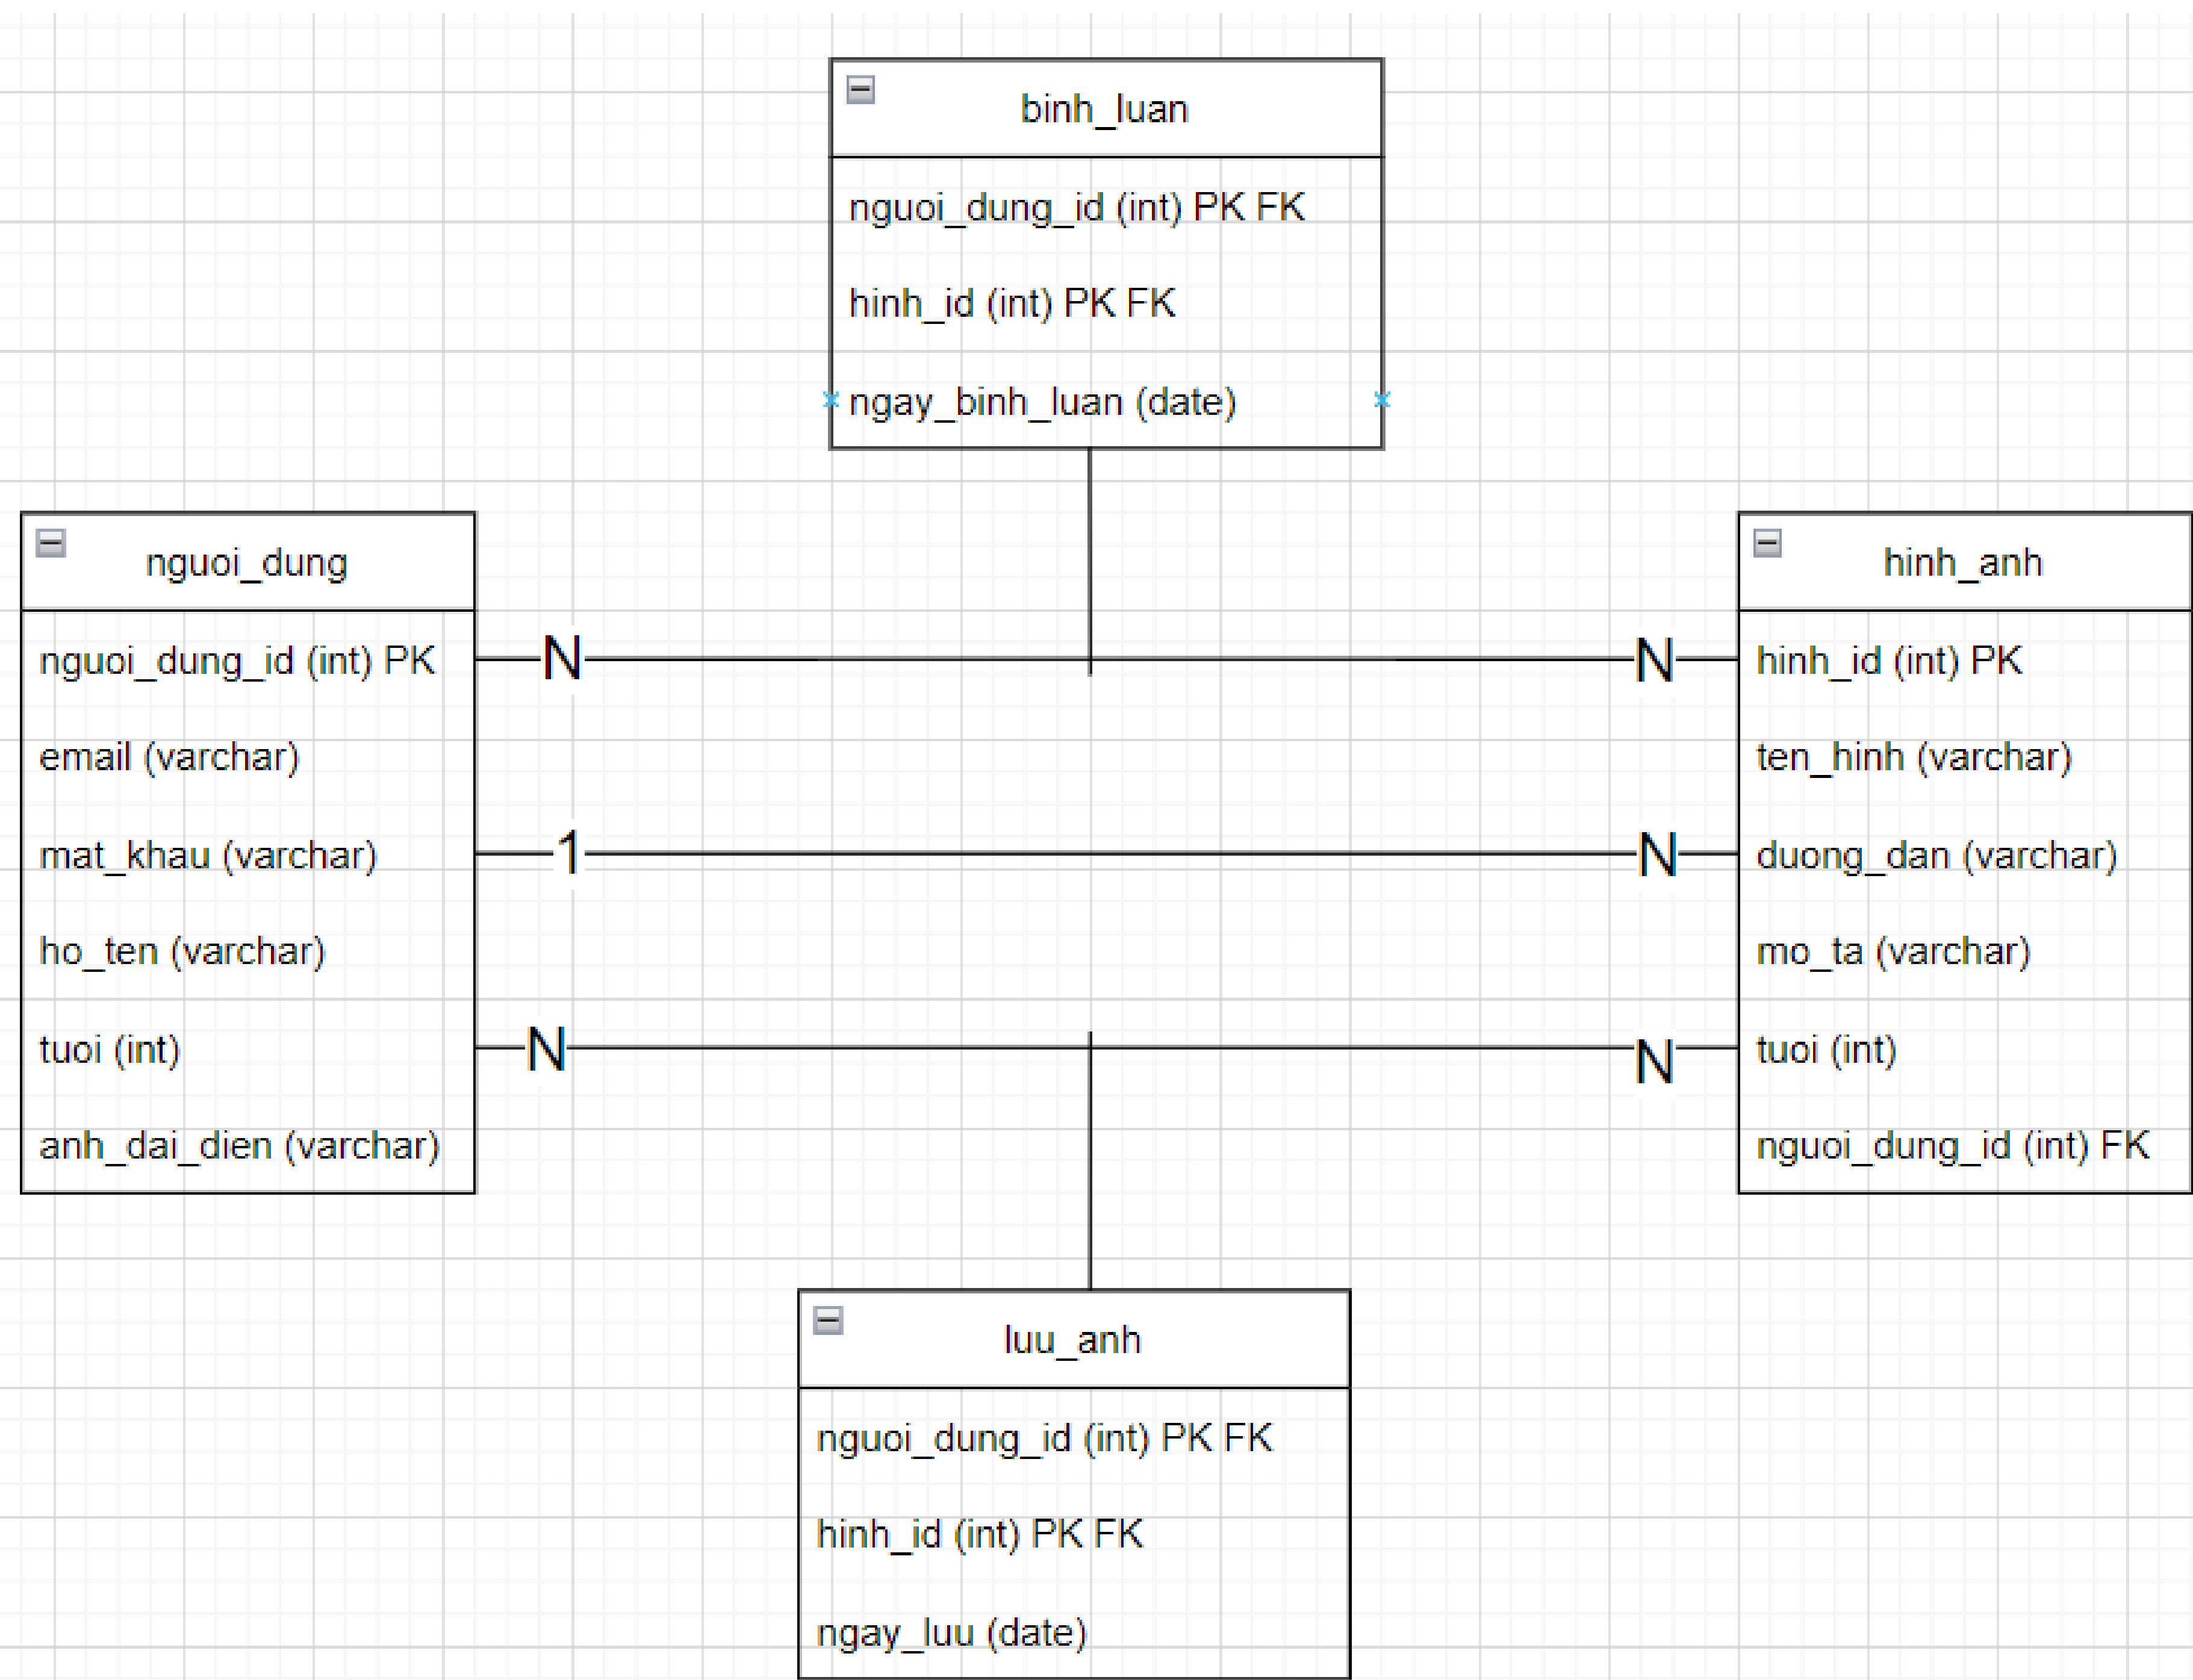 binh_luan
nguoi_dung_id (int) PK FK
hinh_id (int) PK FK
ngay_binh_luan (date)
nguoi_dung
nguoi_dung_id (int) PK
email (varchar)
mat_khau (varchar)
ho_ten (varchar)
tuoi (int)
anh_dai_dien (varchar)
N
N
1
N
N
N
hinh_anh
hinh_id (int) PK
ten_hinh (varchar)
duong_dan (varchar)
mo_ta (varchar)
tuoi (int)
nguoi_dung_id (int) FK
luu_anh
nguoi_dung_id (int) PK FK
hinh_id (int) PK FK
ngay_luu (date)